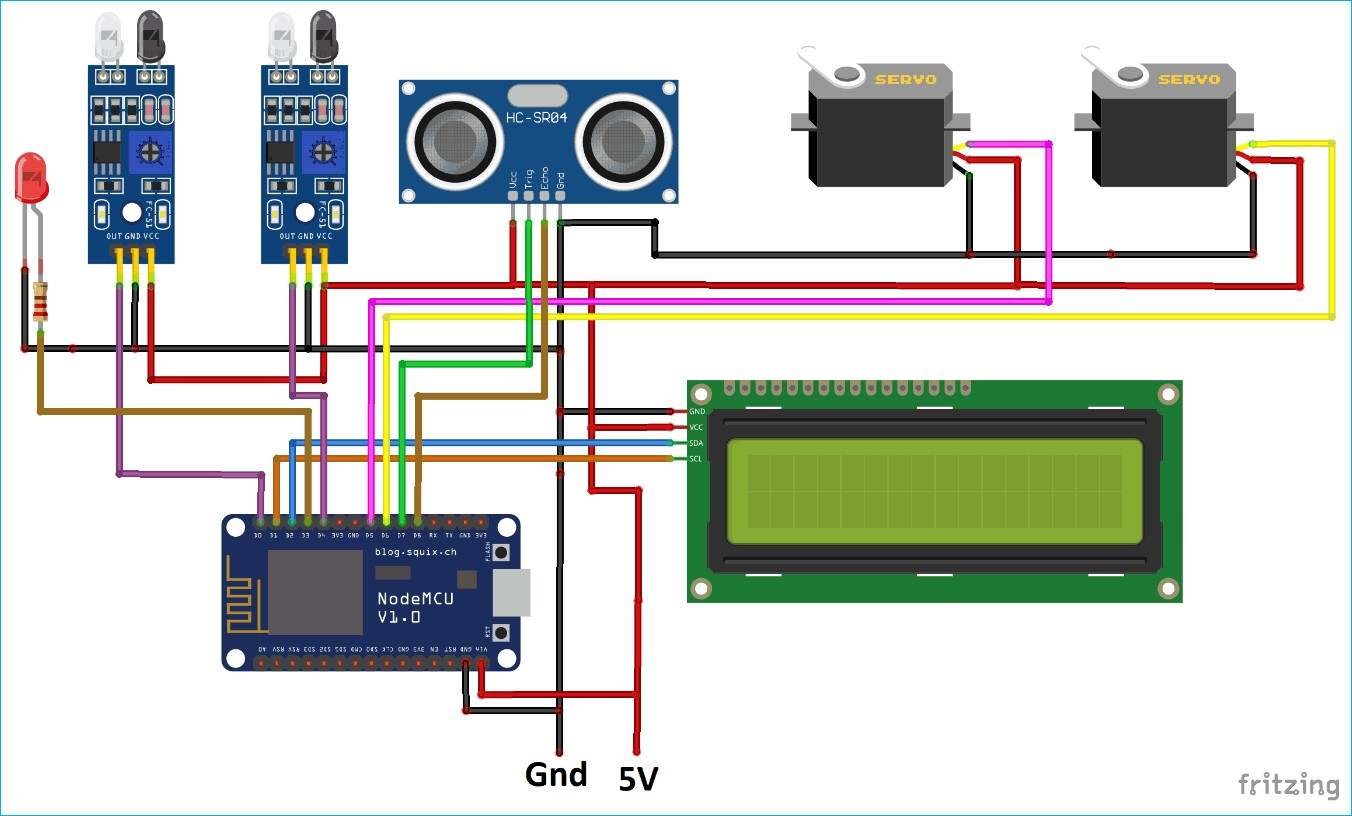 SERVO
SERVO
HC-SR04
Vcc
Trig
Echo
Gnd
FC-51
FC-51
OUT GND VCC
OUT GND VCC
GND
VCC
SDA
SCL
D0 D1 D2 D3 D4 3V3 GND D5 D6 D7 D8 RX TX GND 3V3
blog.squix.ch
FLASH
NodeMCU
V1.0
RST
A0 RSV RSV SD3 SD2 SD1 CMD SD0 CLK GND 3V3 EN RST GND Vin
Gnd
5V
fritzing